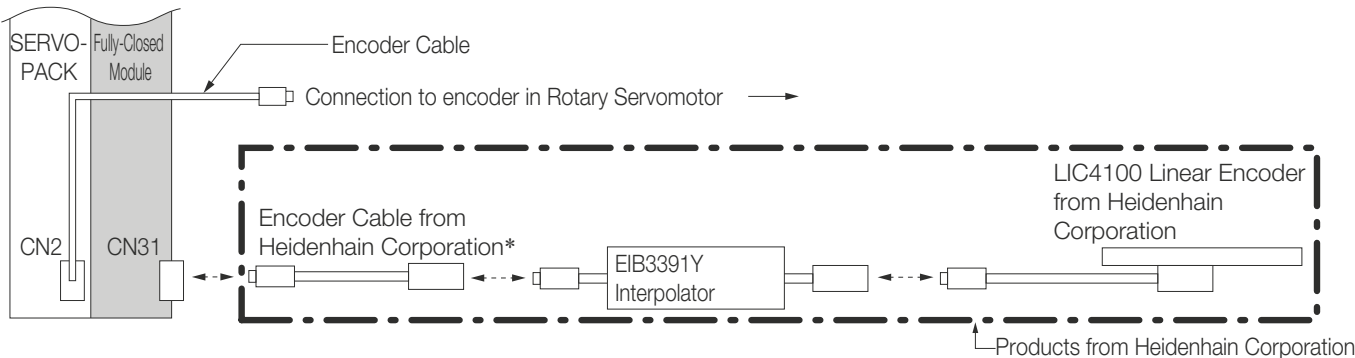 SERVO-
PACK
Fully-Closed
Module
Encoder Cable
Connection to encoder in Rotary Servomotor
LIC4100 Linear Encoder
from Heidenhain
Corporation
Encoder Cable from
Heidenhain Corporation*
CN2
CN31
EIB3391Y
Interpolator
Products from Heidenhain Corporation